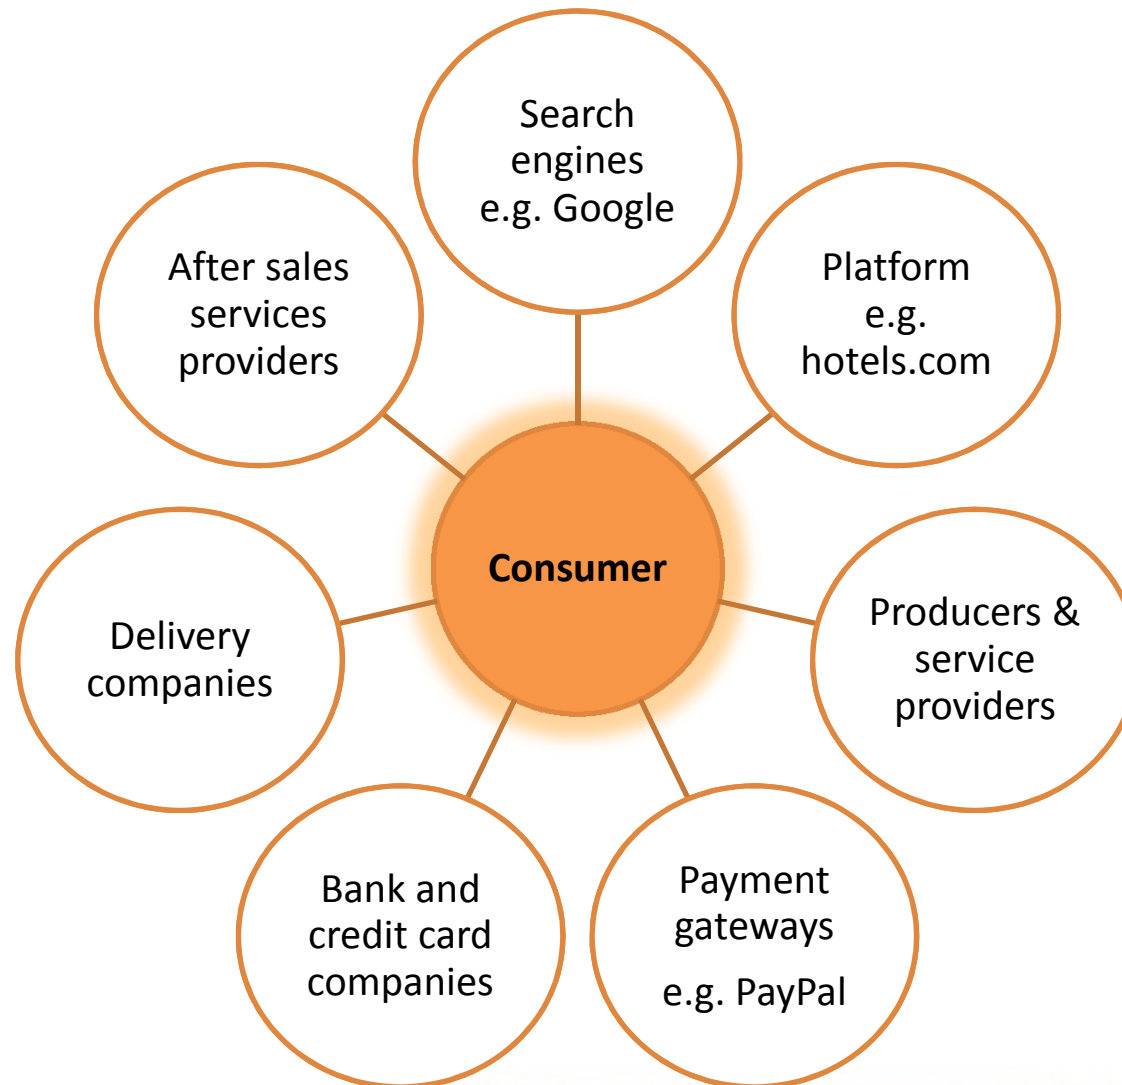 Search
engines
e.g. Google
Platform
e.g.
hotels.com
Producers &
service
providers
Payment
gateways
e.g. PayPal
Bank and
credit card
companies
Delivery
companies
After sales
services
providers
Consumer